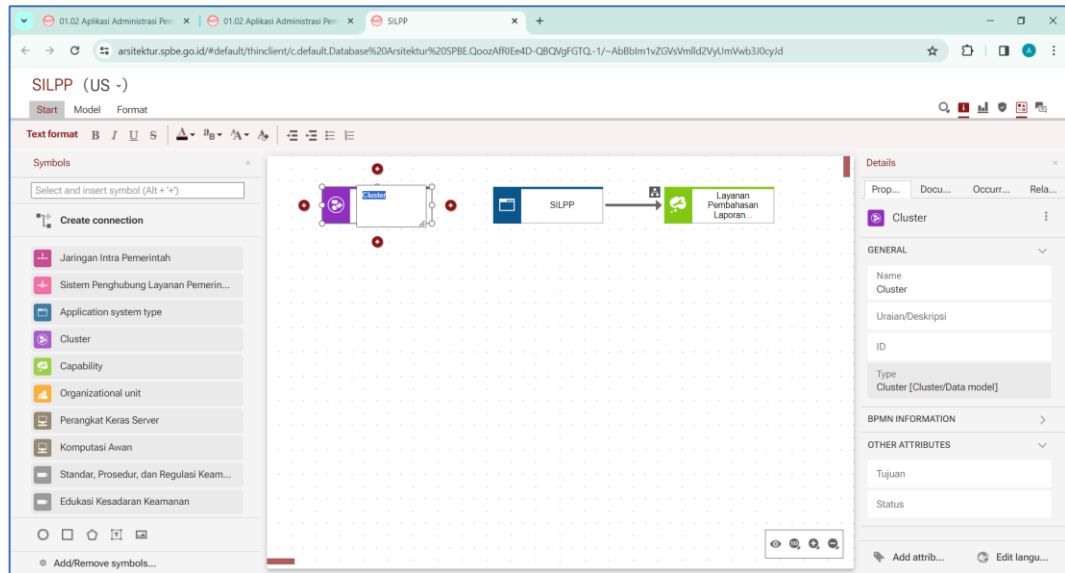 01.02 Aplikasi Administrasi Pem
01.02 Aplikasi Administrasi Pem
SILPP
arsitektur.spbe.go.id/#default/thinclient/c.default.Database%20Arsitektur%20SPBE.
SILPP (US -)
Start Model Format
Text format B I U S
Symbols
Select and insert symbol (Alt + '+')
Create connection
Jaringan Intra Pemerintah
Sistem Penghubung Layanan Pemerin...
Application system type
Cluster
Capability
Organizational unit
Perangkat Keras Server
Komputasi Awan
Standar, Prosedur, dan Regulasi Keam...
Edukasi Kesadaran Keamanan
Add/Remove symbols...
Cluster
SILPP
Layanan
Pembahasan
Laporan...
Details
Prop... Docu... Occurr... Rela...
Cluster
GENERAL
Name
Cluster
Uraian/Deskripsi
ID
Type
Cluster [Cluster/Data model]
BPMN INFORMATION
OTHER ATTRIBUTES
Tujuan
Status
Add attrib... Edit langu...